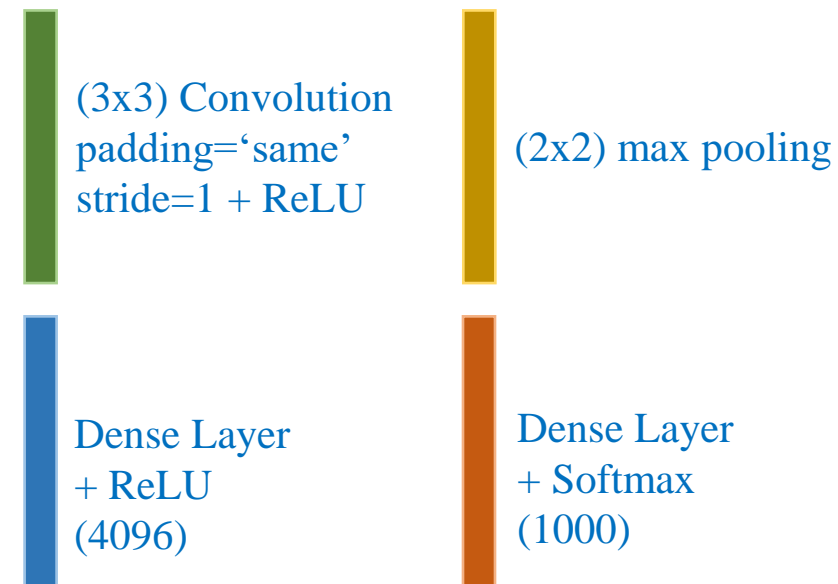 (3x3) Convolution
padding=‘same’
stride=1 + ReLU
(2x2) max pooling
Dense Layer
+ ReLU
(4096)
Dense Layer
+ Softmax
(1000)